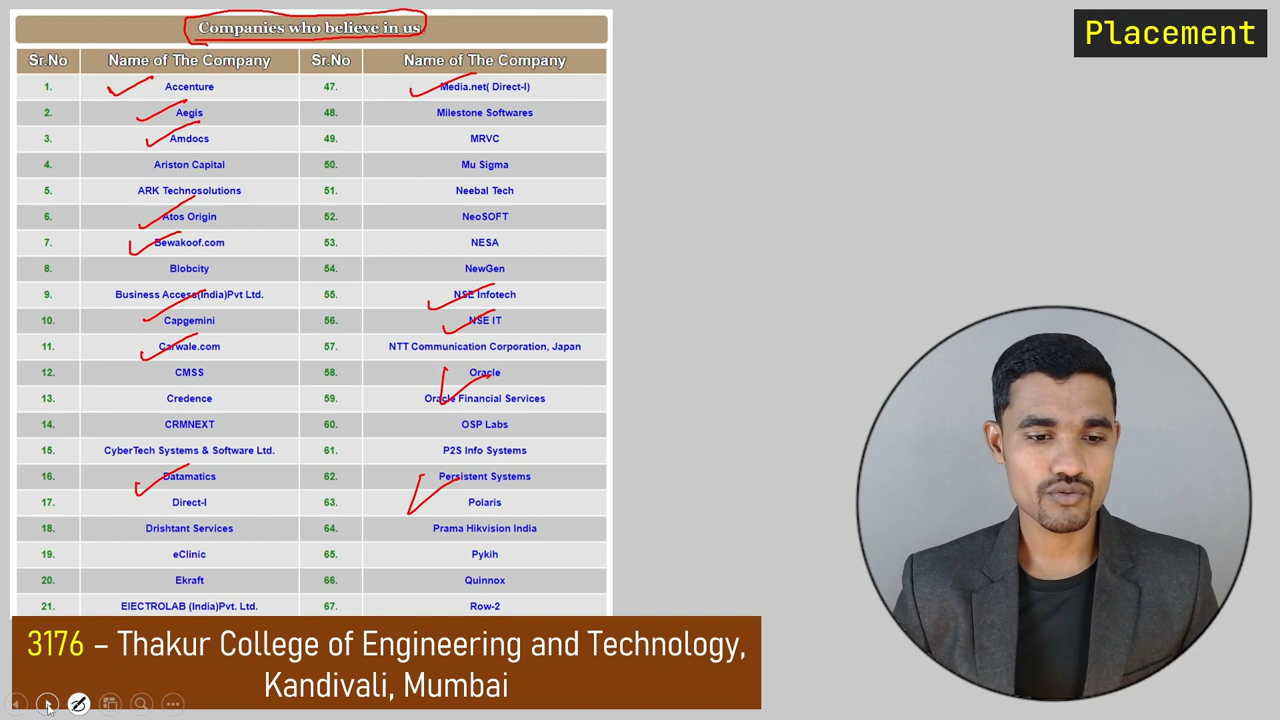 Companies who believe in us
Placement
Sr.No Name of The Company Sr.No Name of The Company
1. Accenture 47. Media.net( Direct-I)
2. Aegis 48. Milestone Softwares
3. Amdocs 49. MRVC
4. Ariston Capital 50. Mu Sigma
5. ARK Technosolutions 51. Neebal Tech
6. Atos Origin 52. NeoSOFT
7. Bewakoof.com 53. NESA
8. Blobcity 54. NewGen
9. Business Access(India)Pvt Ltd. 55. NSE Infotech
10. Capgemini 56. NSE IT
11. Carwale.com 57. NTT Communication Corporation, Japan
12. CMSS 58. Oracle
13. Credence 59. Oracle Financial Services
14. CRMNEXT 60. OSP Labs
15. CyberTech Systems & Software Ltd. 61. P2S Info Systems
16. Datamatics 62. Persistent Systems
17. Direct-I 63. Polaris
18. Drishtant Services 64. Prama Hikvision India
19. eClinic 65. Pykih
20. Ekraft 66. Quinnox
21. ElECTROLAB (India)Pvt. Ltd. 67. Row-2
3176 – Thakur College of Engineering and Technology,
Kandivali, Mumbai